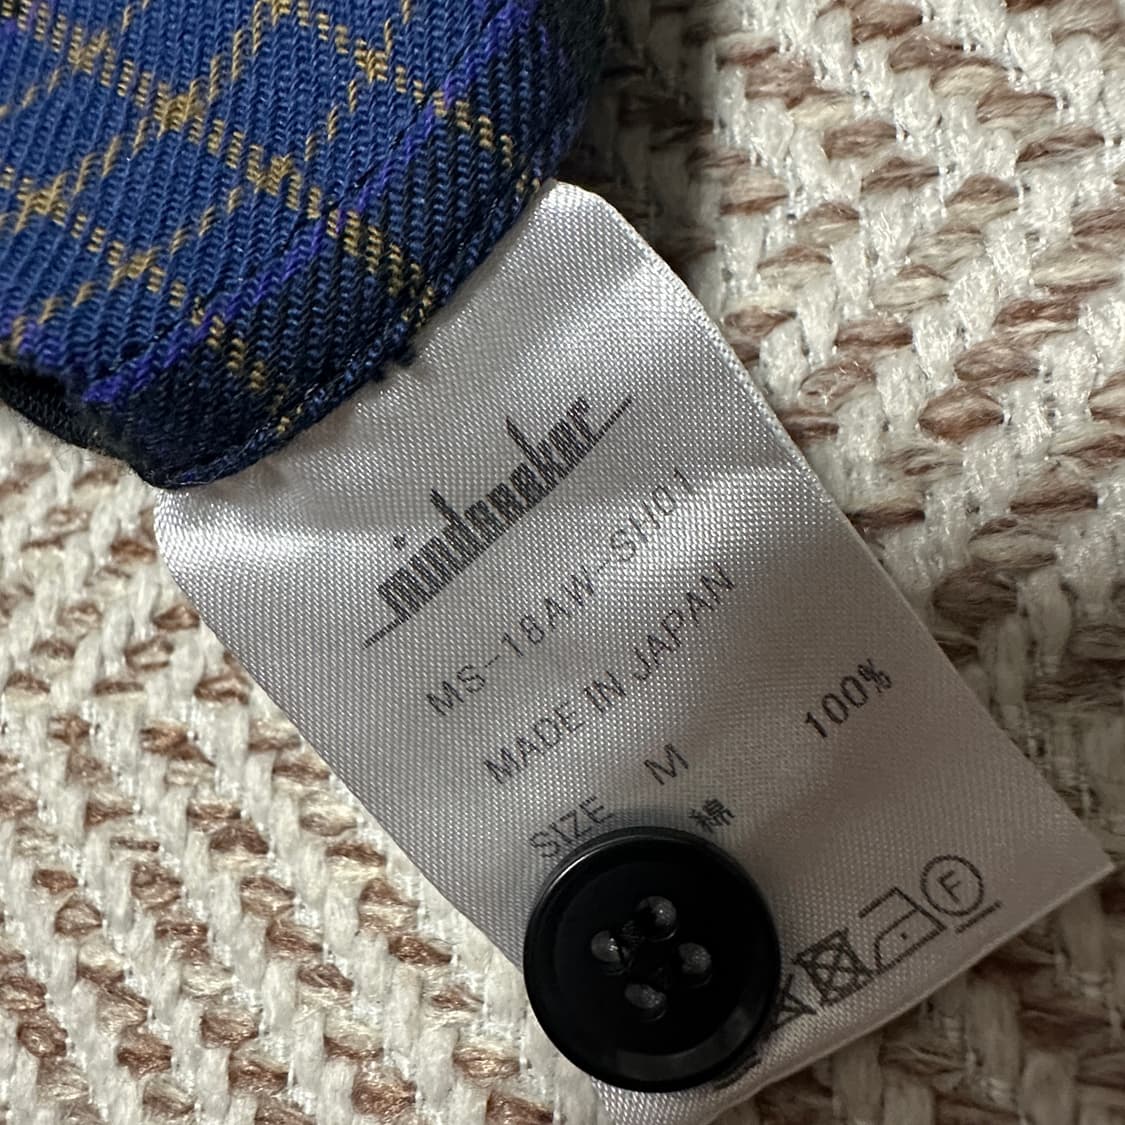 mindseeker
MS-18AW-SH01
MADE IN JAPAN
SIZE M
綿 100%
F